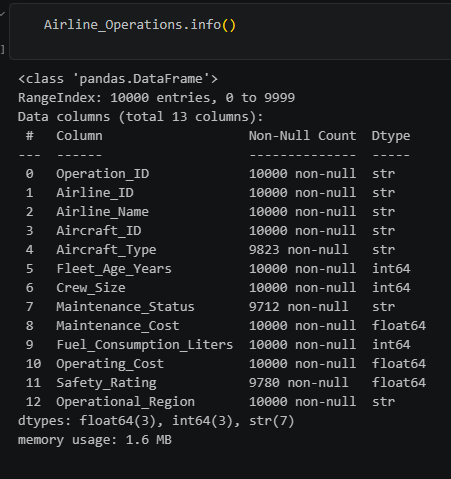 Airline_Operations.info()
]
<class 'pandas.DataFrame'>
RangeIndex: 10000 entries, 0 to 9999
Data columns (total 13 columns):
 #   Column                   Non-Null Count  Dtype
---  ------                   --------------  -----
 0   Operation_ID             10000 non-null  str
 1   Airline_ID               10000 non-null  str
 2   Airline_Name             10000 non-null  str
 3   Aircraft_ID              10000 non-null  str
 4   Aircraft_Type            9823 non-null   str
 5   Fleet_Age_Years          10000 non-null  int64
 6   Crew_Size                10000 non-null  int64
 7   Maintenance_Status       9712 non-null   str
 8   Maintenance_Cost         10000 non-null  float64
 9   Fuel_Consumption_Liters  10000 non-null  int64
 10  Operating_Cost           10000 non-null  float64
 11  Safety_Rating            9780 non-null   float64
 12  Operational_Region       10000 non-null  str
dtypes: float64(3), int64(3), str(7)
memory usage: 1.6 MB